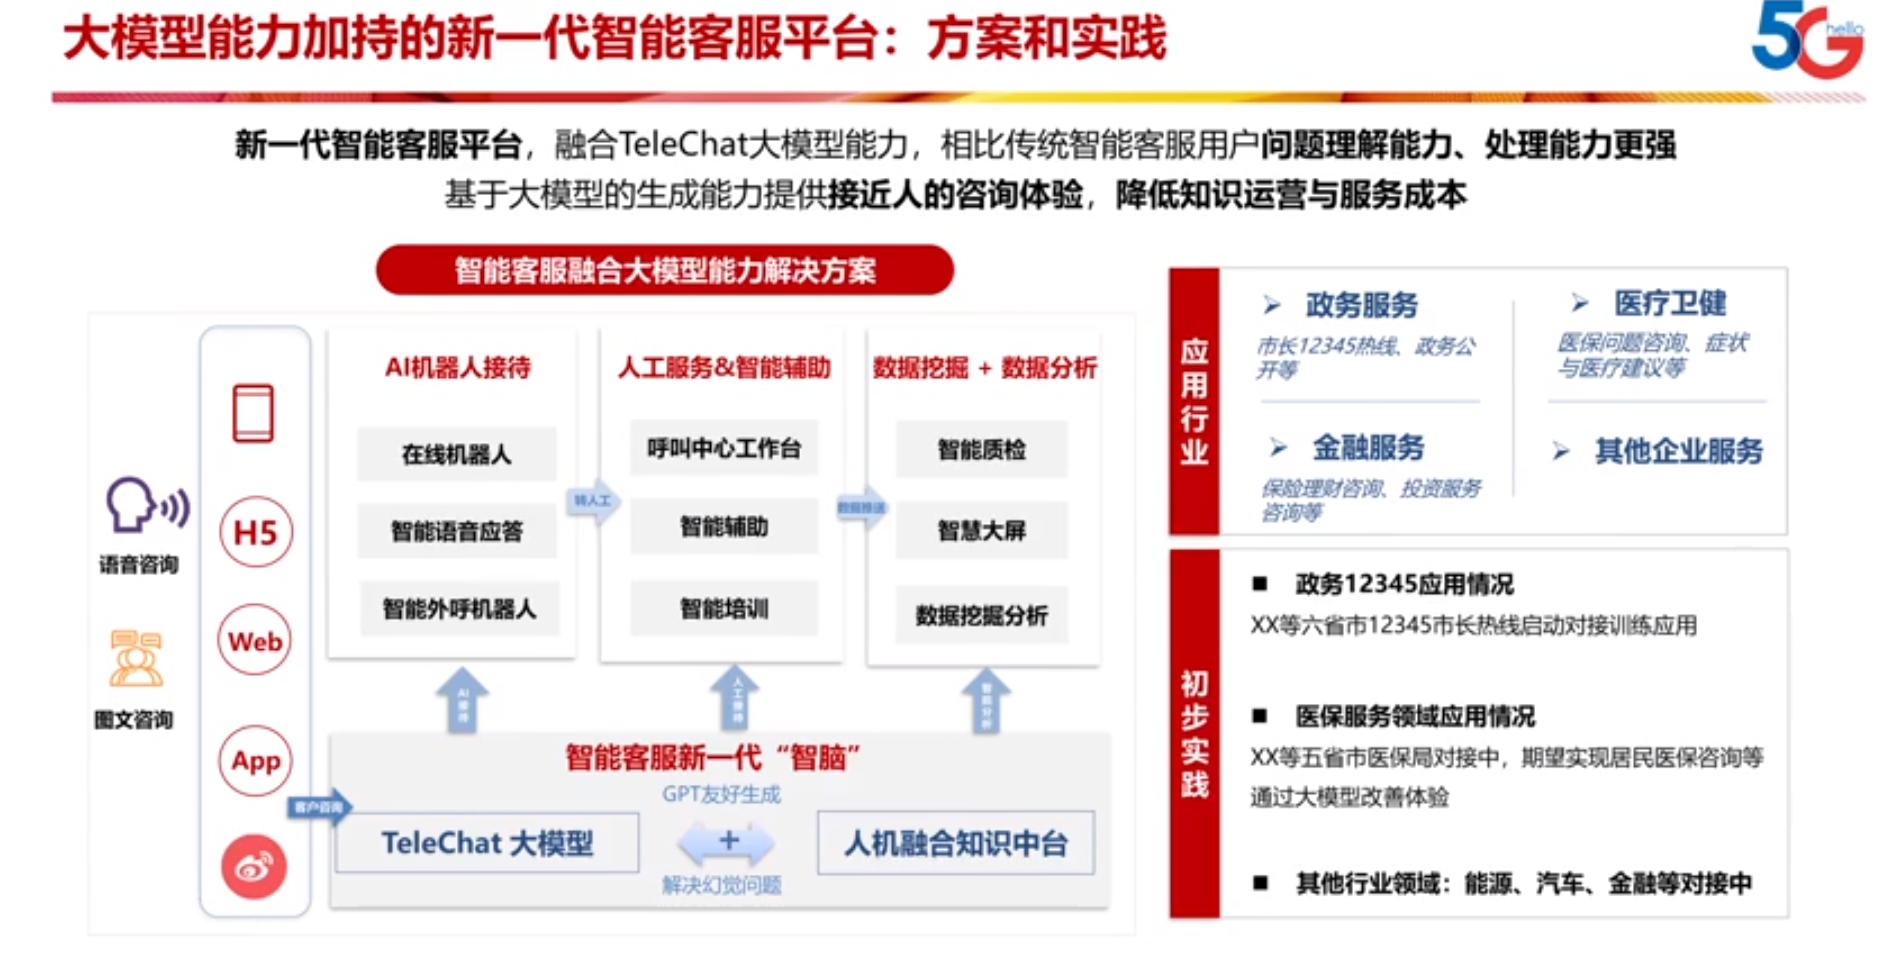 大模型能力加持的新一代智能客服平台：方案和实践
hello
5G
新一代智能客服平台，融合TeleChat大模型能力，相比传统智能客服用户问题理解能力、处理能力更强
基于大模型的生成能力提供接近人的咨询体验，降低知识运营与服务成本
智能客服融合大模型能力解决方案
语音咨询
图文咨询
H5
Web
App
客户咨询
AI机器人接待
在线机器人
智能语音应答
智能外呼机器人
转人工
人工服务&智能辅助
呼叫中心工作台
智能辅助
智能培训
数据推送
数据挖掘 + 数据分析
智能质检
智慧大屏
数据挖掘分析
AI接待
人工接待
智能分析
智能客服新一代“智脑”
GPT友好生成
TeleChat 大模型
+
人机融合知识中台
解决幻觉问题
应用行业
➢ 政务服务
市长12345热线、政务公
开等
➢ 医疗卫健
医保问题咨询、症状
与医疗建议等
➢ 金融服务
保险理财咨询、投资服务
咨询等
➢ 其他企业服务
初步实践
■ 政务12345应用情况
XX等六省市12345市长热线启动对接训练应用
■ 医保服务领域应用情况
XX等五省市医保局对接中，期望实现居民医保咨询等
通过大模型改善体验
■ 其他行业领域：能源、汽车、金融等对接中